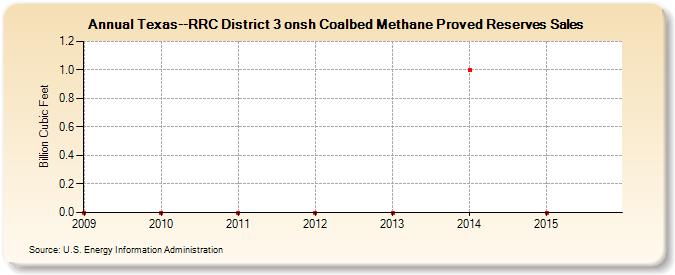 Annual Texas--RRC District 3 onsh Coalbed Methane Proved Reserves Sales
Billion Cubic Feet
1.2
1.0
0.8
0.6
0.4
0.2
0.0
2009 2010 2011 2012 2013 2014 2015
Source: U.S. Energy Information Administration